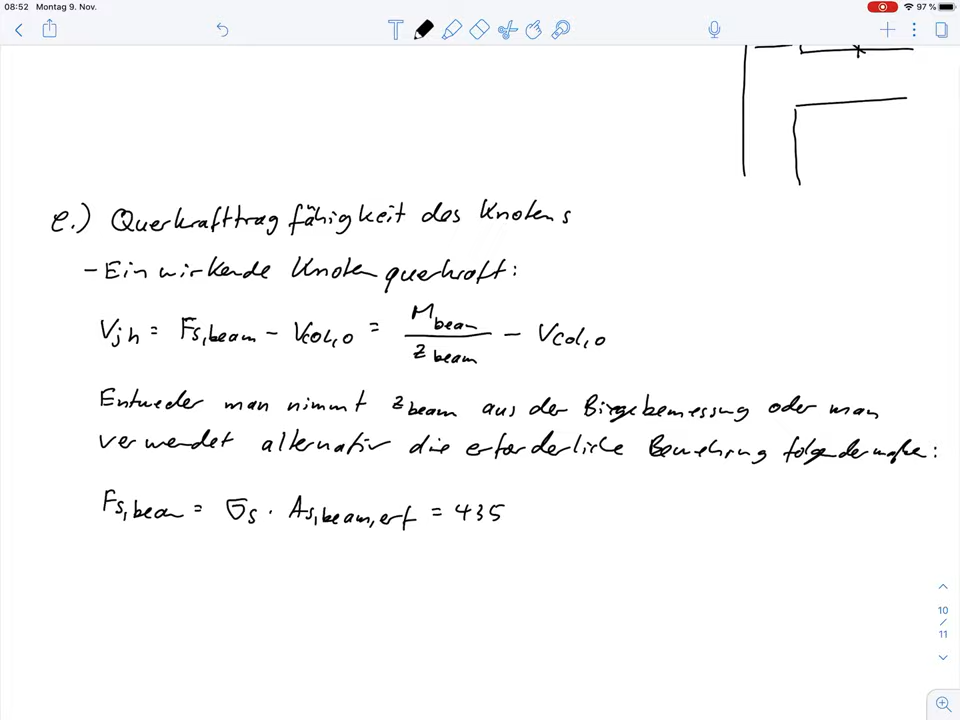 08:52 Montag 9. Nov.
97 %
T
e.) Querkrafttragfähigkeit des Knotens
- Einwirkende Knotenquerkraft:
Vjh = Fs,beam - Vcol,o = Mbeam / zbeam - Vcol,o
Entweder man nimmt zbeam aus der Biegebemessung oder man
verwendet alternativ die erforderliche Bewehrung folgendermaßen:
Fs,beam = σs · As,beam,erf = 435
10
/
11